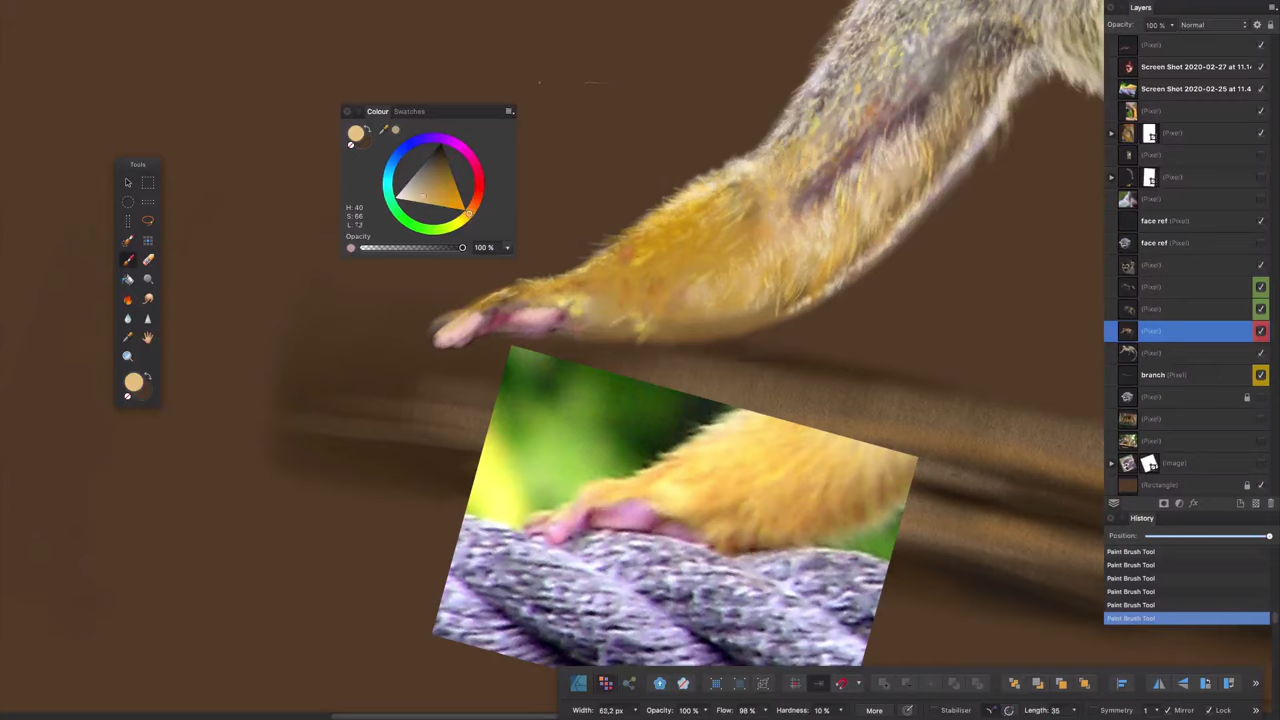 Layers
Opacity: 100 % Normal
(Pixel)
Screen Shot 2020-02-27 at 11.14
Screen Shot 2020-02-25 at 11.4
(Pixel)
(Pixel)
(Pixel)
(Pixel)
(Pixel)
face ref (Pixel)
face ref (Pixel)
(Pixel)
(Pixel)
(Pixel)
(Pixel)
(Pixel)
branch (Pixel)
(Pixel)
(Pixel)
(Pixel)
(Image)
(Rectangle)
Colour Swatches
H: 40
S: 66
L: 73
Opacity
100 %
Tools
fx
History
Position:
Paint Brush Tool
Paint Brush Tool
Paint Brush Tool
Paint Brush Tool
Paint Brush Tool
Paint Brush Tool
Width: 63,2 px Opacity: 100 % Flow: 98 % Hardness: 10 % More Stabiliser Length: 35 Symmetry 1 Mirror Lock